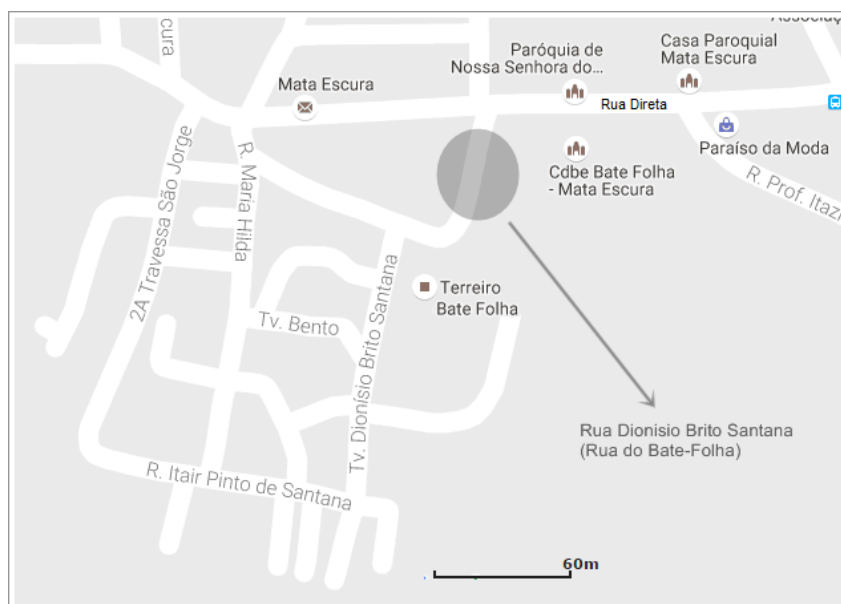 Associaçã
cura
Paróquia de
Nossa Senhora do...
Casa Paroquial
Mata Escura
Mata Escura
Rua Direta
Paraíso da Moda
Cdbe Bate Folha
- Mata Escura
R. Prof. Itazi
2A Travessa São Jorge
R. Maria Hilda
Terreiro
Bate Folha
Tv. Bento
Tv. Dionísio Brito Santana
Rua Dionisio Brito Santana
(Rua do Bate-Folha)
R. Itair Pinto de Santana
60m